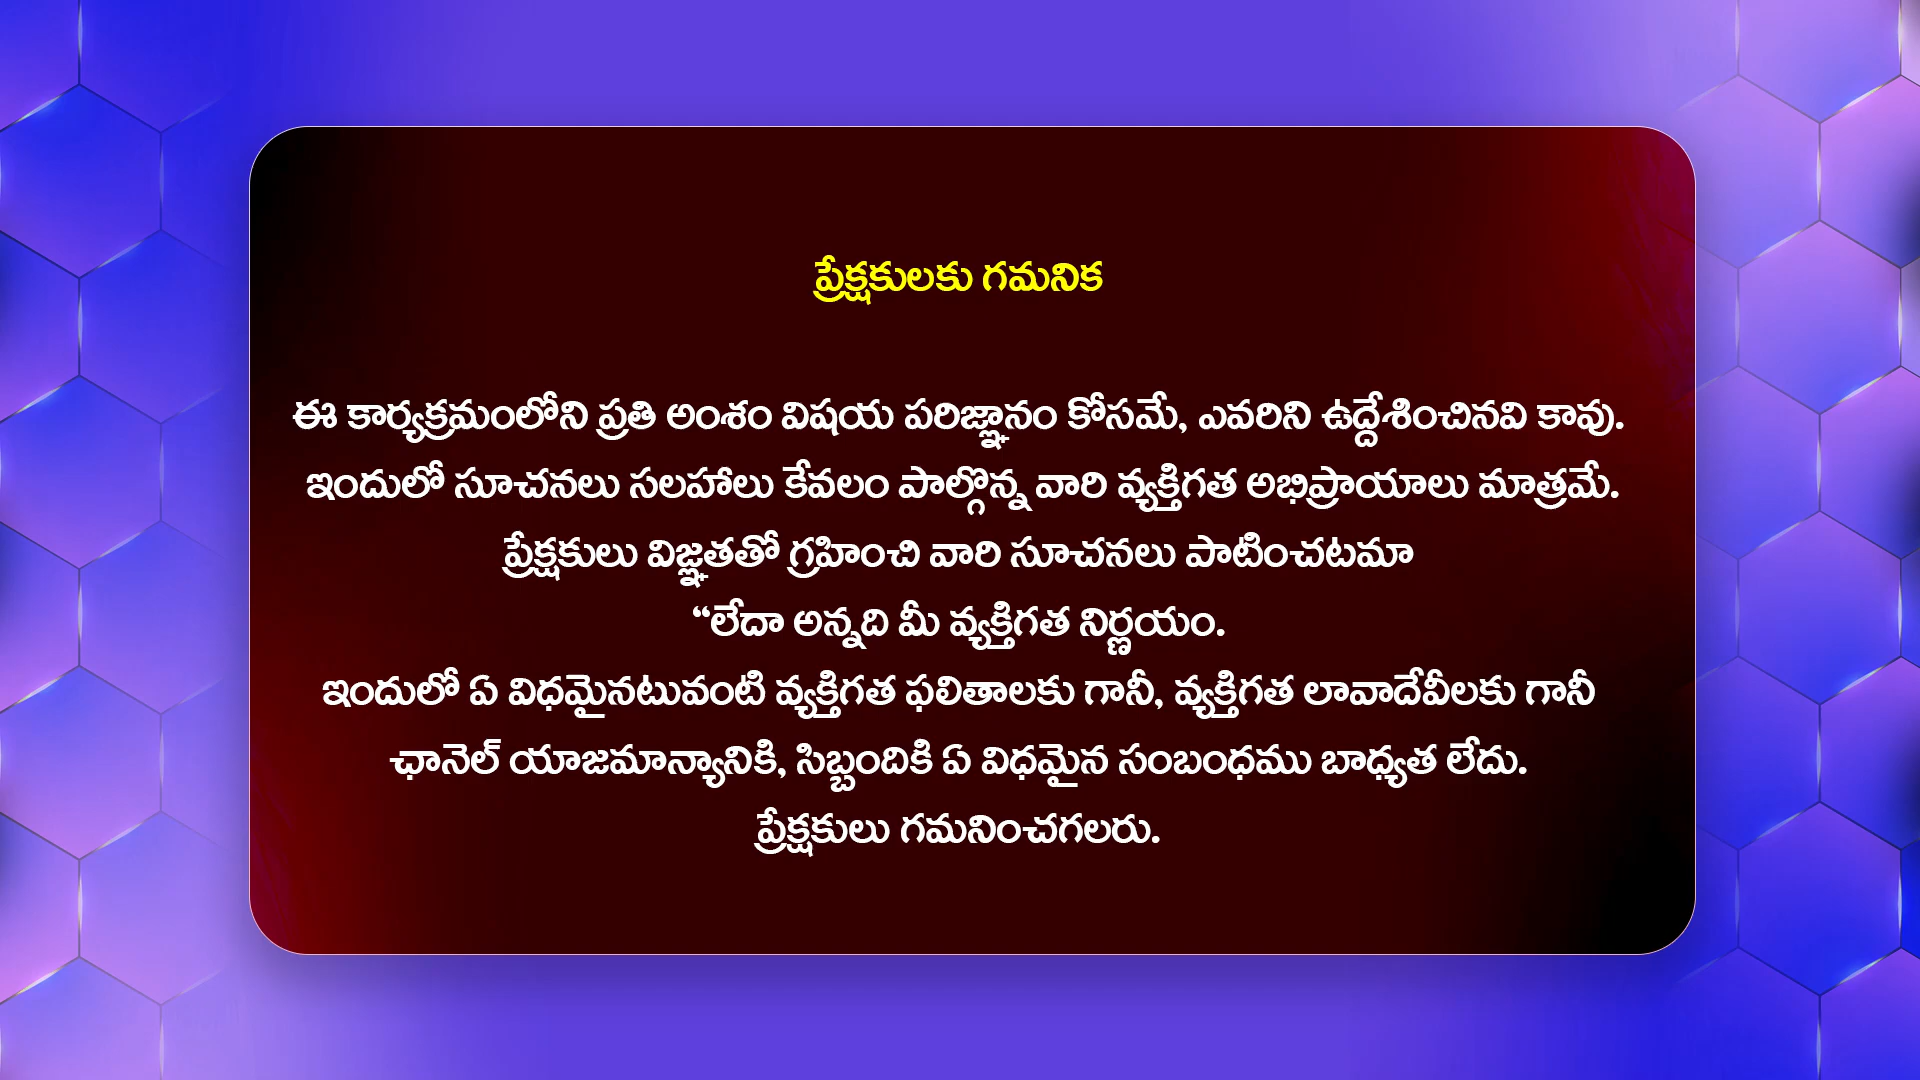 ప్రేక్షకులకు గమనిక
ఈ కార్యక్రమంలోని ప్రతి అంశం విషయ పరిజ్ఞానం కోసమే, ఎవరిని ఉద్దేశించినవి కావు.
ఇందులో సూచనలు సలహాలు కేవలం పాల్గొన్న వారి వ్యక్తిగత అభిప్రాయాలు మాత్రమే.
ప్రేక్షకులు విజ్ఞతతో గ్రహించి వారి సూచనలు పాటించటమా
“లేదా అన్నది మీ వ్యక్తిగత నిర్ణయం.
ఇందులో ఏ విధమైనటువంటి వ్యక్తిగత ఫలితాలకు గానీ, వ్యక్తిగత లావాదేవీలకు గానీ
ఛానెల్ యాజమాన్యానికి, సిబ్బందికి ఏ విధమైన సంబంధము బాధ్యత లేదు.
ప్రేక్షకులు గమనించగలరు.